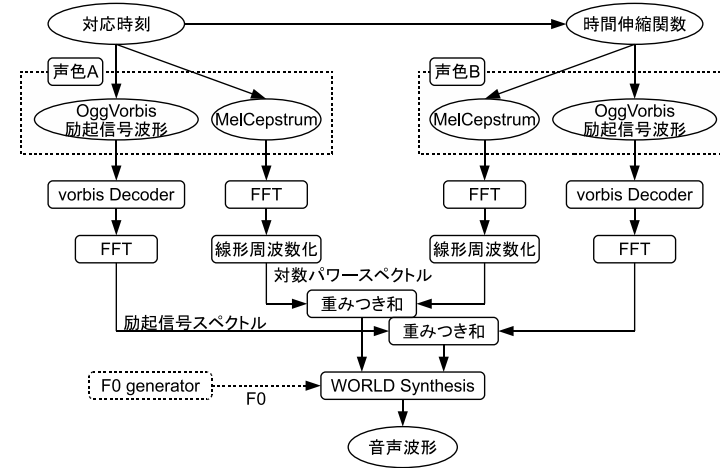 対応時刻
時間伸縮関数
声色A
声色B
OggVorbis
励起信号波形
MelCepstrum
MelCepstrum
OggVorbis
励起信号波形
vorbis Decoder
FFT
FFT
vorbis Decoder
FFT
線形周波数化
線形周波数化
FFT
対数パワースペクトル
重みつき和
励起信号スペクトル
重みつき和
F0 generator
F0
WORLD Synthesis
音声波形